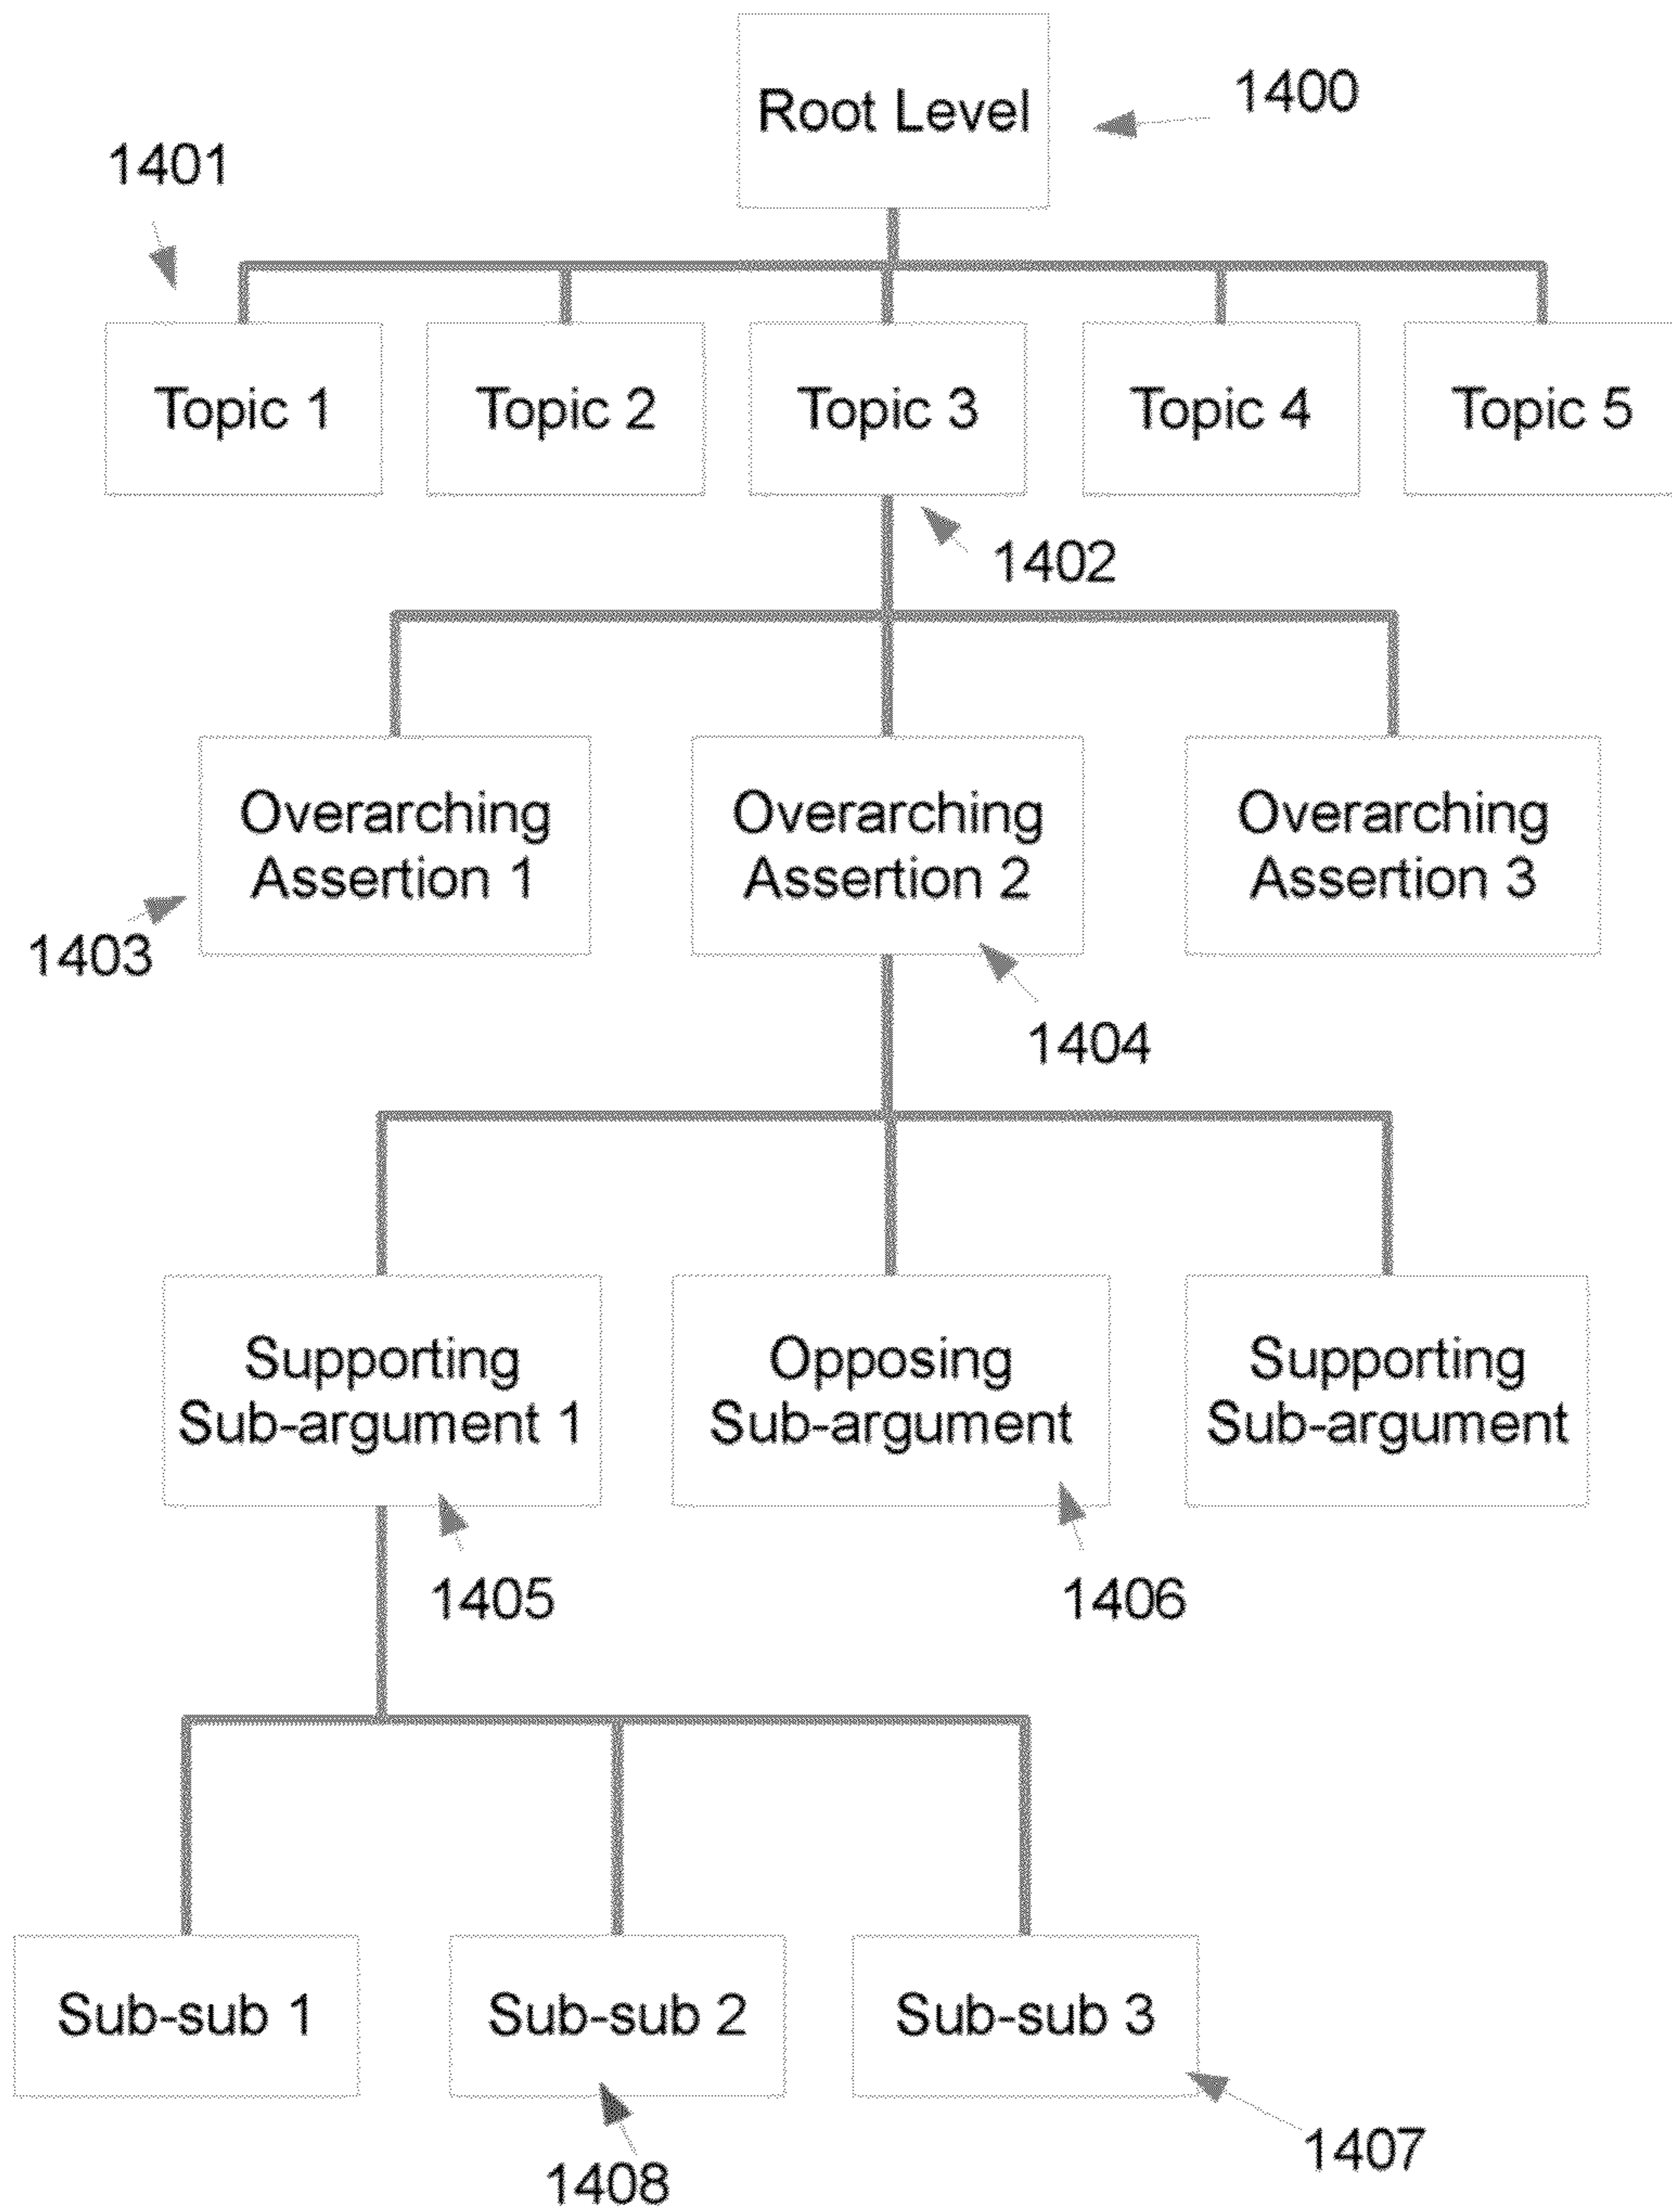 Root Level
1400
1401
Topic 1
Topic 2
Topic 3
Topic 4
Topic 5
1402
Overarching
Assertion 1
Overarching
Assertion 2
Overarching
Assertion 3
1403
1404
Supporting
Sub-argument 1
Opposing
Sub-argument
Supporting
Sub-argument
1405
1406
Sub-sub 1
Sub-sub 2
Sub-sub 3
1407
1408